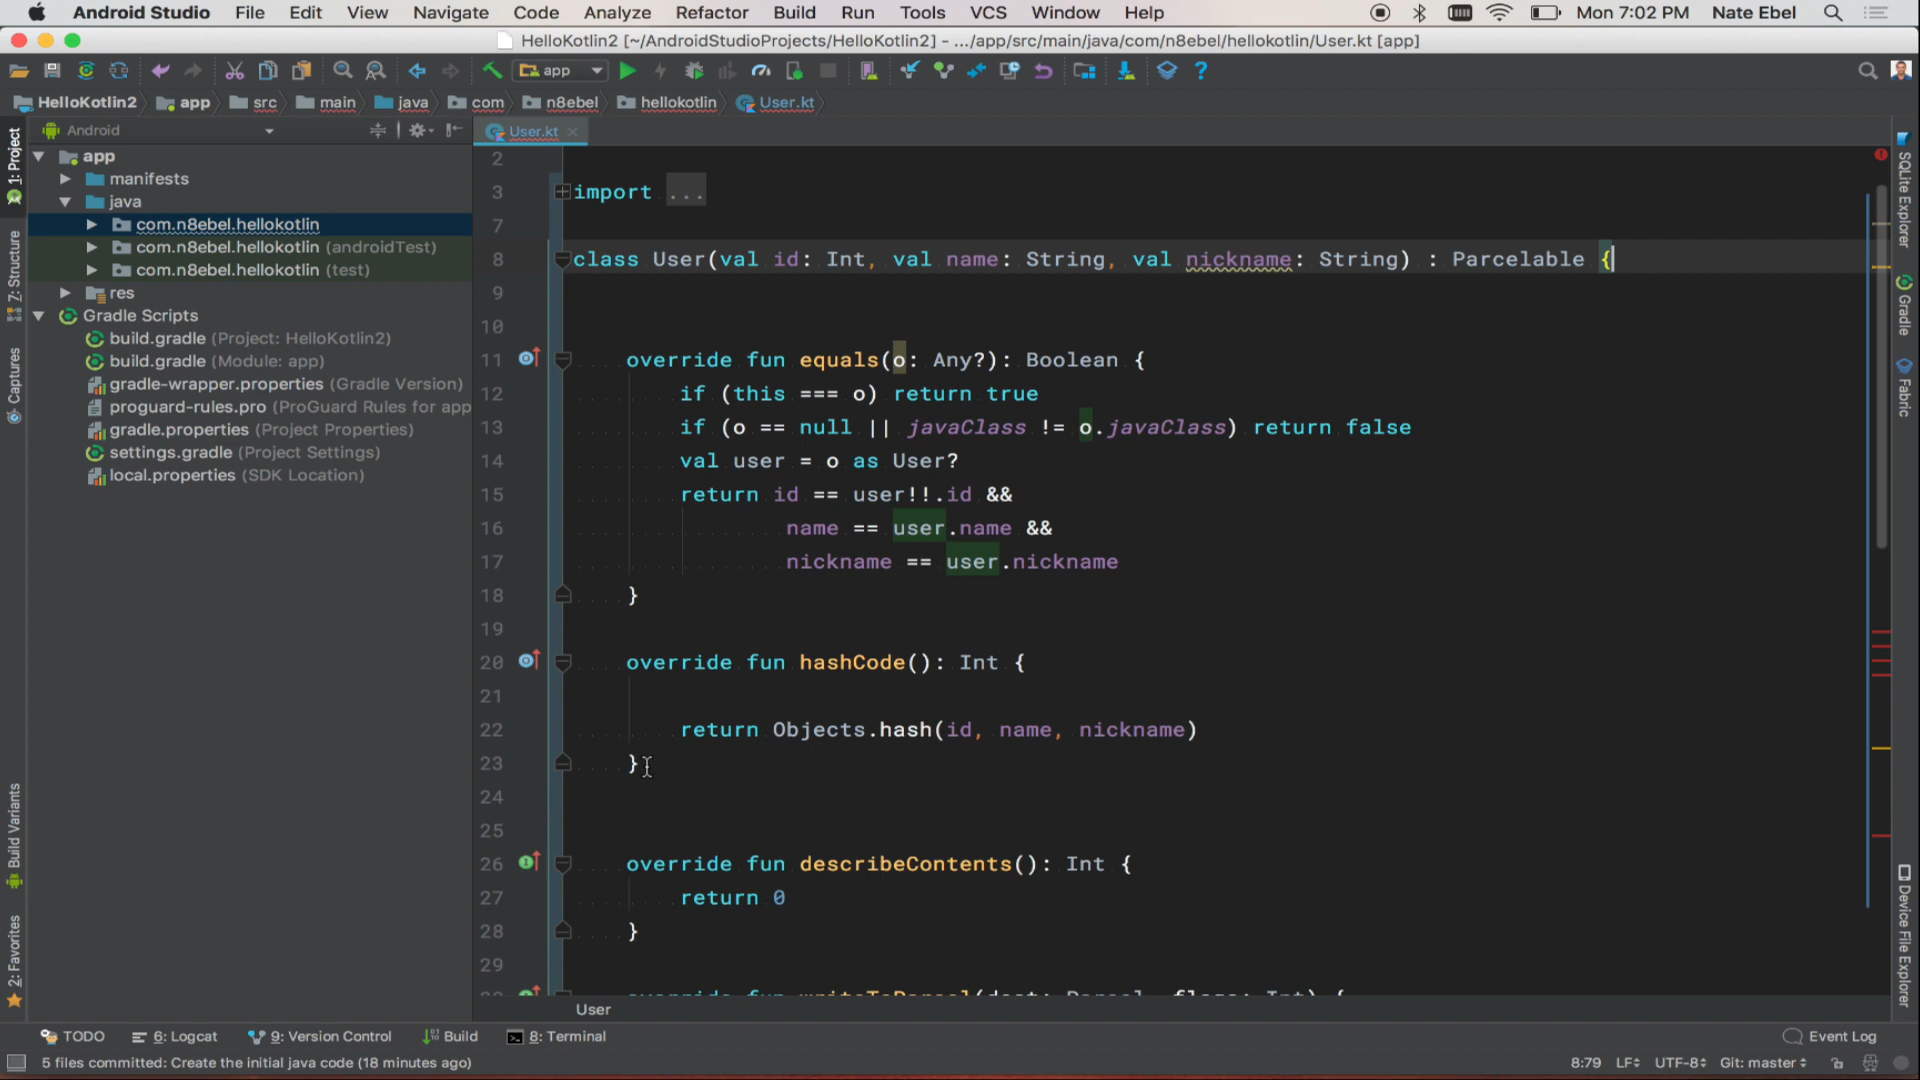 Android Studio File Edit View Navigate Code Analyze Refactor Build Run Tools VCS Window Help Mon 7:02 PM Nate Ebel
HelloKotlin2 [~/AndroidStudioProjects/HelloKotlin2] - .../app/src/main/java/com/n8ebel/hellokotlin/User.kt [app]
app
HelloKotlin2 app src main java com n8ebel hellokotlin User.kt
Android
User.kt
1: Project
7: Structure
Captures
Build Variants
2: Favorites
app
manifests
java
com.n8ebel.hellokotlin
com.n8ebel.hellokotlin (androidTest)
com.n8ebel.hellokotlin (test)
res
Gradle Scripts
build.gradle (Project: HelloKotlin2)
build.gradle (Module: app)
gradle-wrapper.properties (Gradle Version)
proguard-rules.pro (ProGuard Rules for app
gradle.properties (Project Properties)
settings.gradle (Project Settings)
local.properties (SDK Location)
2
3 import ...
7
8 class User(val id: Int, val name: String, val nickname: String) : Parcelable {
9
10
11 override fun equals(o: Any?): Boolean {
12 if (this === o) return true
13 if (o == null || javaClass != o.javaClass) return false
14 val user = o as User?
15 return id == user!!.id &&
16 name == user.name &&
17 nickname == user.nickname
18 }
19
20 override fun hashCode(): Int {
21
22 return Objects.hash(id, name, nickname)
23 }
24
25
26 override fun describeContents(): Int {
27 return 0
28 }
29
override fun writeToParcel(dest: Parcel, flags: Int) {
User
SQLite Explorer
Gradle
Fabric
Device File Explorer
TODO 6: Logcat 9: Version Control Build 8: Terminal Event Log
5 files committed: Create the initial java code (18 minutes ago) 8:79 LF UTF-8 Git: master